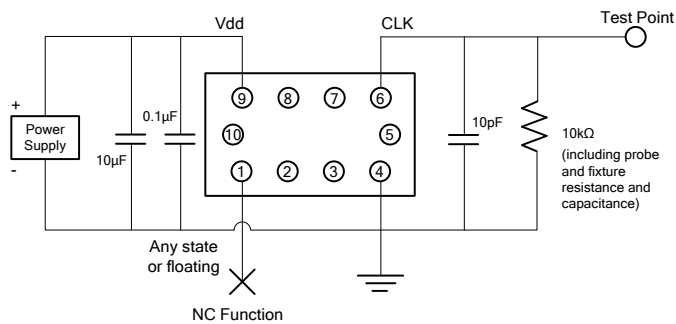 Test Point
Vdd
CLK
+
Power
Supply
-
10µF
0.1µF
9
8
7
6
10
5
1
2
3
4
10pF
10kΩ
(including probe
and fixture
resistance and
capacitance)
Any state
or floating
NC Function